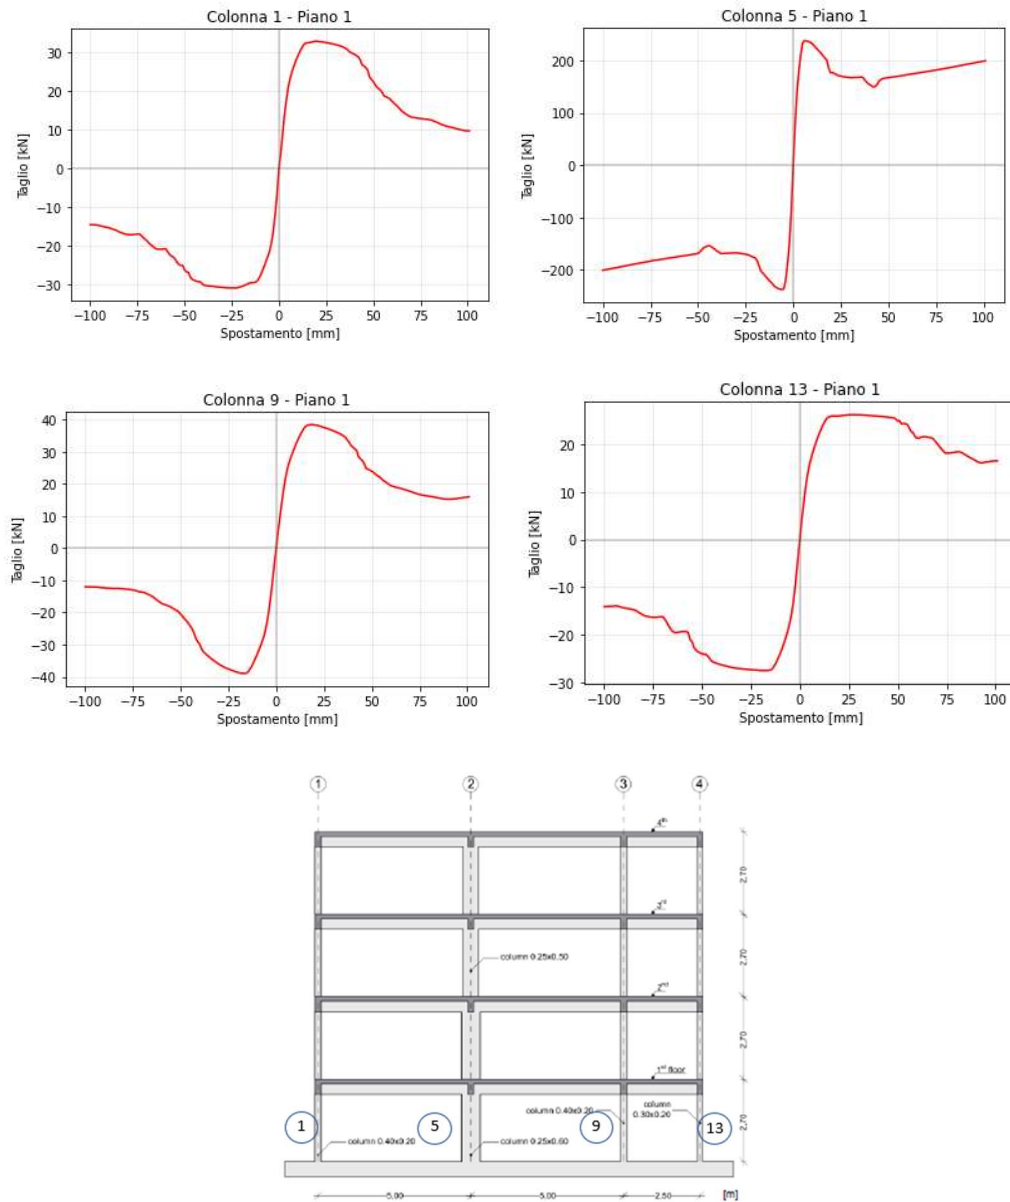 Colonna 1 - Piano 1
Taglio [kN]
30
20
10
0
−10
−20
−30
−100 −75 −50 −25 0 25 50 75 100
Spostamento [mm]
Colonna 5 - Piano 1
Taglio [kN]
200
100
0
−100
−200
−100 −75 −50 −25 0 25 50 75 100
Spostamento [mm]
Colonna 9 - Piano 1
Taglio [kN]
40
30
20
10
0
−10
−20
−30
−40
−100 −75 −50 −25 0 25 50 75 100
Spostamento [mm]
Colonna 13 - Piano 1
Taglio [kN]
20
10
0
−10
−20
−30
−100 −75 −50 −25 0 25 50 75 100
Spostamento [mm]
1 2 3 4
4th
2.70
column 0.25x0.50
2.70
2nd
2.70
1st floor
column 0.40x0.20
column
0.30x0.20
1 5 9 13
2.70
column 0.40x0.20
column 0.25x0.60
5.00 5.00 2.50 [m]